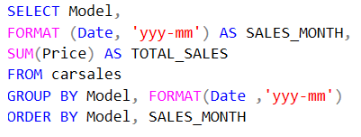 SELECT Model,
FORMAT (Date, 'yyy-mm') AS SALES_MONTH,
SUM(Price) AS TOTAL_SALES
FROM carsales
GROUP BY Model, FORMAT(Date ,'yyy-mm')
ORDER BY Model, SALES_MONTH